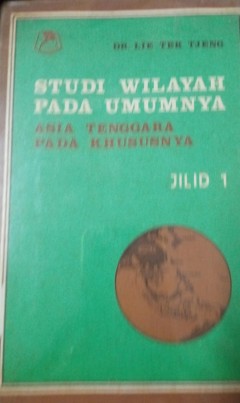 DR. LIE TEK TJENG
STUDI WILAYAH
PADA UMUMNYA
ASIA TENGGARA
PADA KHUSUSNYA
JILID 1